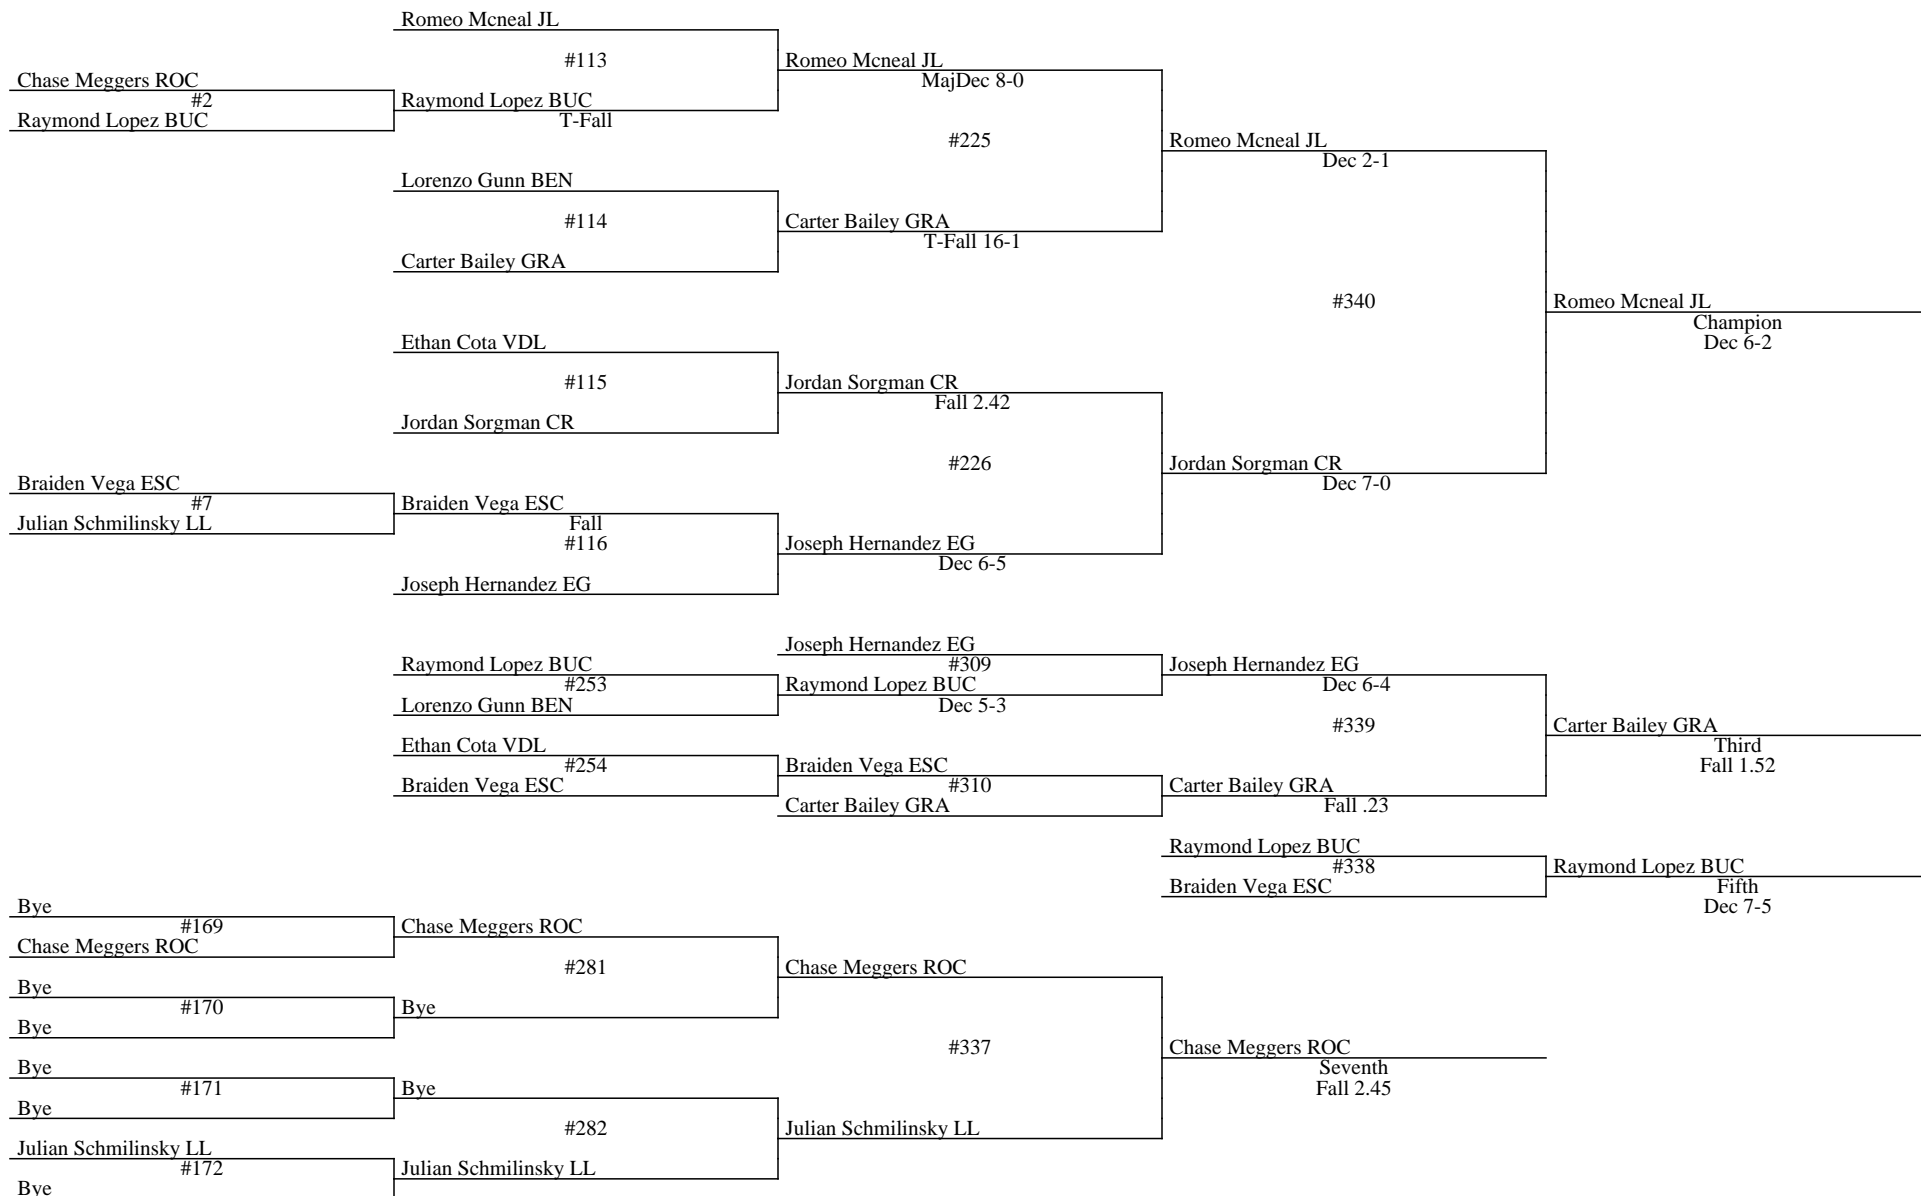 Romeo Mcneal JL
#113
Romeo Mcneal JL
MajDec 8-0
Chase Meggers ROC
#2
Raymond Lopez BUC
Raymond Lopez BUC
T-Fall
#225
Romeo Mcneal JL
Dec 2-1
Lorenzo Gunn BEN
#114
Carter Bailey GRA
T-Fall 16-1
Carter Bailey GRA
#340
Romeo Mcneal JL
Champion
Dec 6-2
Ethan Cota VDL
#115
Jordan Sorgman CR
Fall 2.42
Jordan Sorgman CR
#226
Jordan Sorgman CR
Dec 7-0
Braiden Vega ESC
#7
Julian Schmilinsky LL
Braiden Vega ESC
Fall
#116
Joseph Hernandez EG
Dec 6-5
Joseph Hernandez EG
Joseph Hernandez EG
#309
Raymond Lopez BUC
#253
Lorenzo Gunn BEN
Raymond Lopez BUC
Dec 5-3
Joseph Hernandez EG
Dec 6-4
#339
Carter Bailey GRA
Third
Fall 1.52
Ethan Cota VDL
#254
Braiden Vega ESC
Braiden Vega ESC
#310
Carter Bailey GRA
Carter Bailey GRA
Fall .23
Raymond Lopez BUC
#338
Braiden Vega ESC
Raymond Lopez BUC
Fifth
Dec 7-5
Bye
#169
Chase Meggers ROC
Chase Meggers ROC
#281
Chase Meggers ROC
Bye
#170
Bye
Bye
#337
Chase Meggers ROC
Seventh
Fall 2.45
Bye
#171
Bye
Bye
#282
Julian Schmilinsky LL
Julian Schmilinsky LL
#172
Bye
Julian Schmilinsky LL